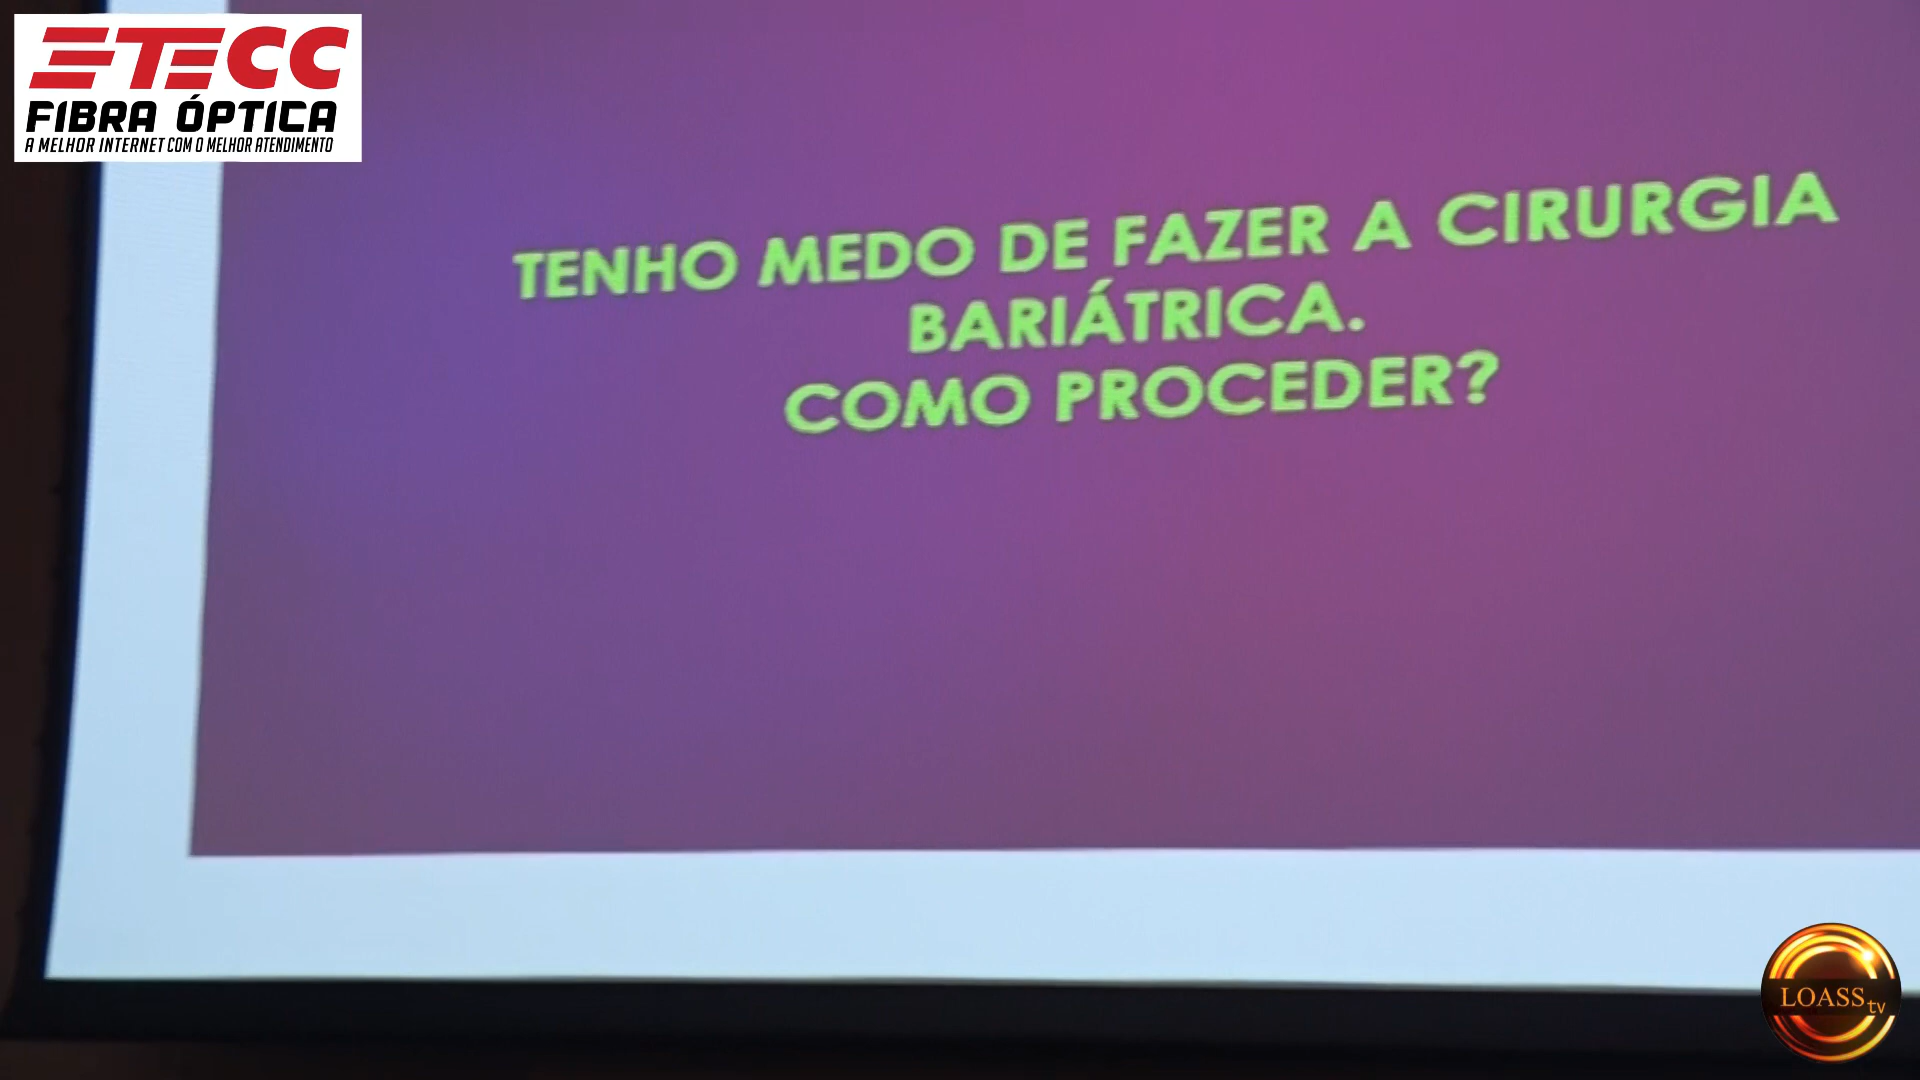 ETECC
FIBRA ÓPTICA
A MELHOR INTERNET COM O MELHOR ATENDIMENTO
TENHO MEDO DE FAZER A CIRURGIA
BARIÁTRICA.
COMO PROCEDER?
LOASS tv